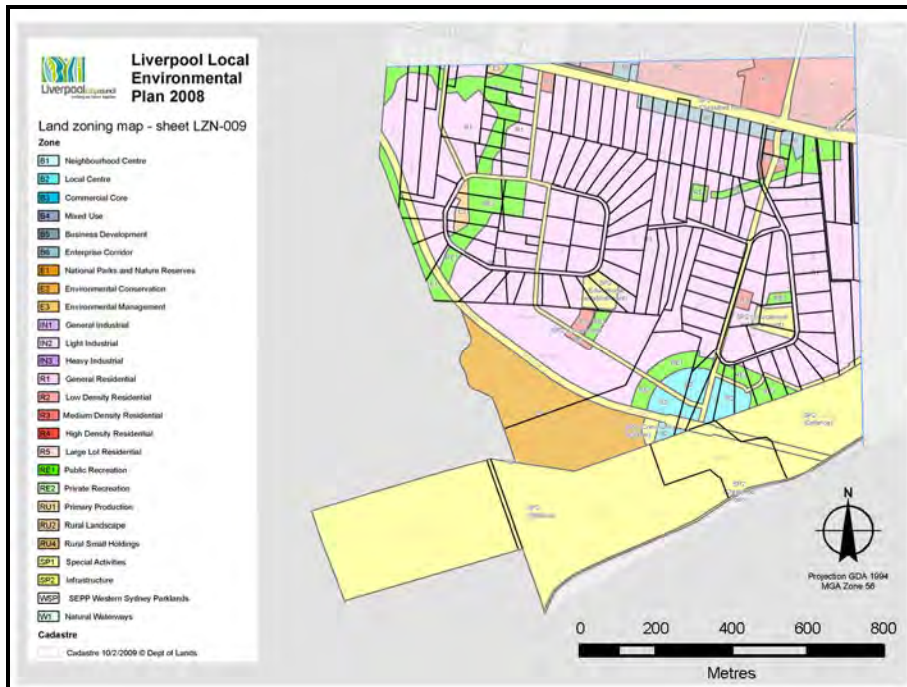 Liverpool Local
Environmental
Plan 2008
Liverpool city council
Land zoning map - sheet LZN-009
Zone
B1 Neighbourhood Centre
B2 Local Centre
B3 Commercial Core
B4 Mixed Use
B5 Business Development
B6 Enterprise Corridor
E1 National Parks and Nature Reserves
E2 Environmental Conservation
E3 Environmental Management
IN1 General Industrial
IN2 Light Industrial
IN3 Heavy Industrial
R1 General Residential
R2 Low Density Residential
R3 Medium Density Residential
R4 High Density Residential
R5 Large Lot Residential
RE1 Public Recreation
RE2 Private Recreation
RU1 Primary Production
RU2 Rural Landscape
RU4 Rural Small Holdings
SP1 Special Activities
SP2 Infrastructure
WSP SEPP Western Sydney Parklands
W1 Natural Waterways
Cadastre
Cadastre 10/2/2009 © Dept of Lands
N
Projection GDA 1994
MGA Zone 56
0 200 400 600 800
Metres